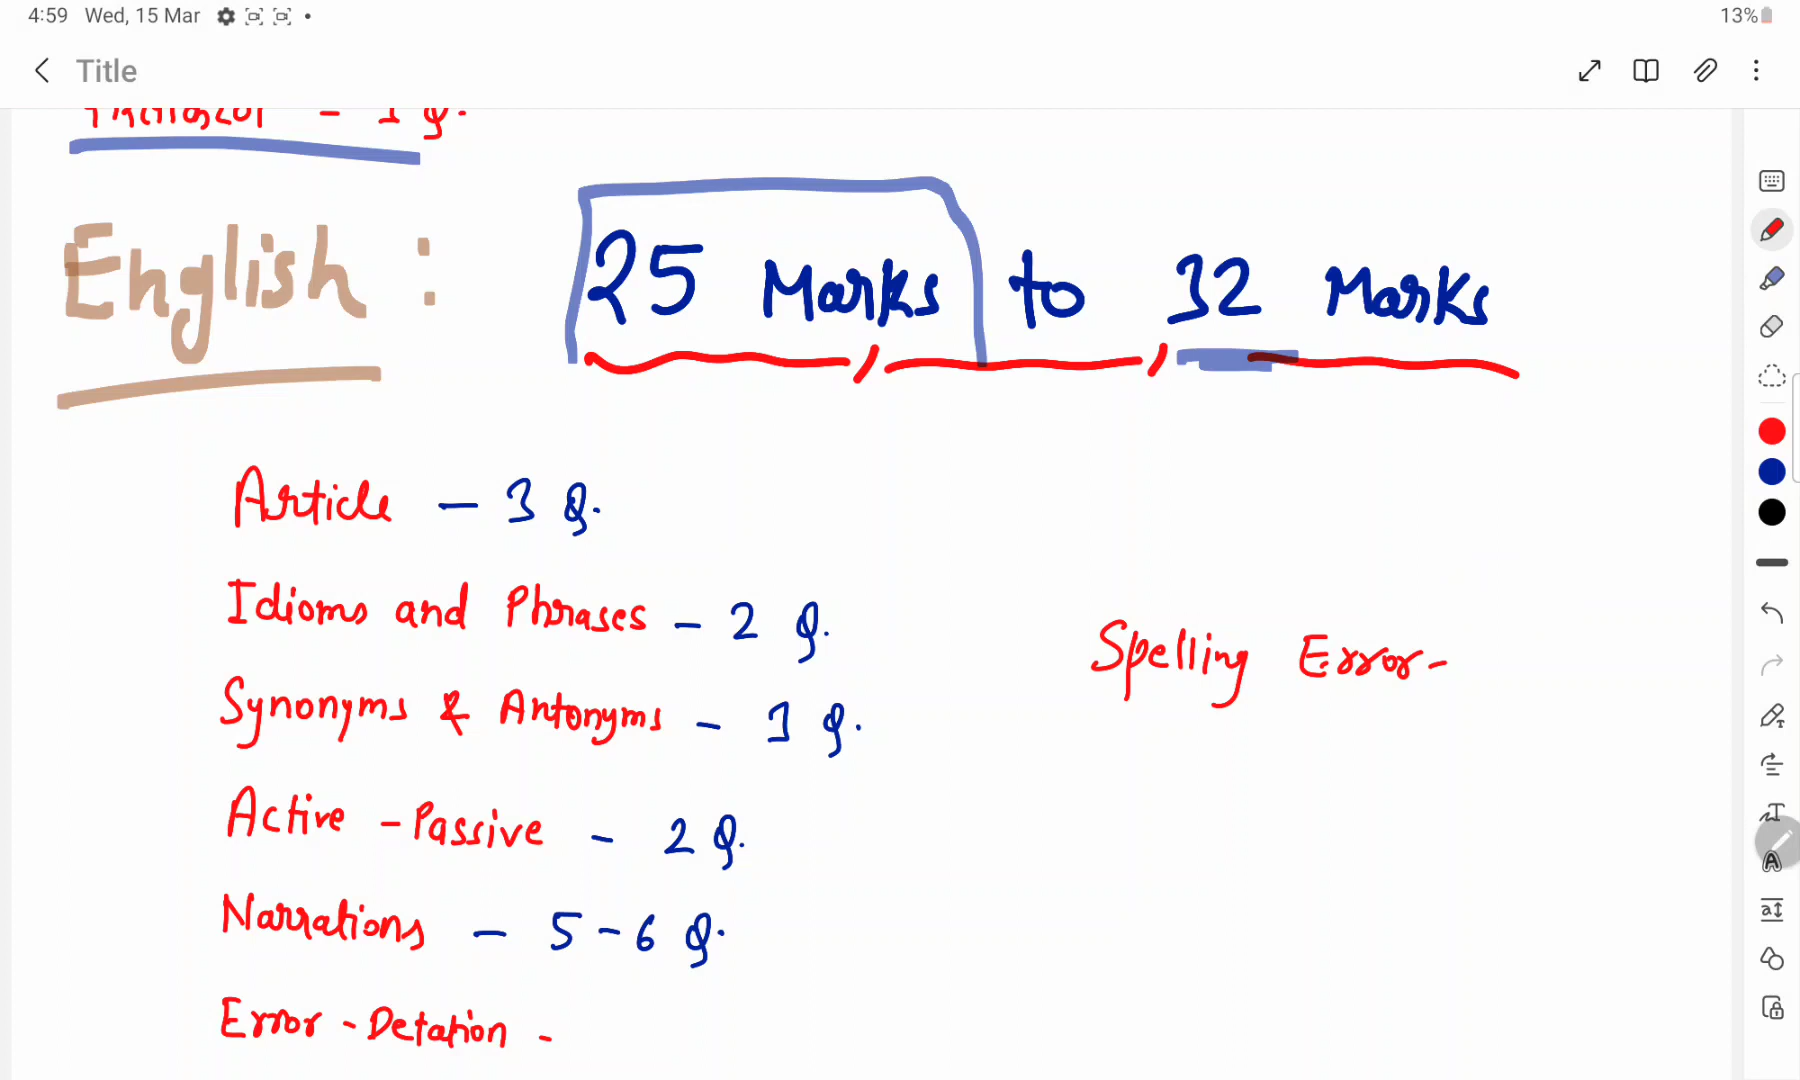 4:59 Wed, 15 Mar
13%
Title
- 1 Q.
English : 25 Marks to 32 Marks
Article - 3 Q.
Idioms and Phrases - 2 Q.
Spelling Error -
Synonyms & Antonyms - 1 Q.
Active - Passive - 2 Q.
Narrations - 5 - 6 Q.
Error - Detation -